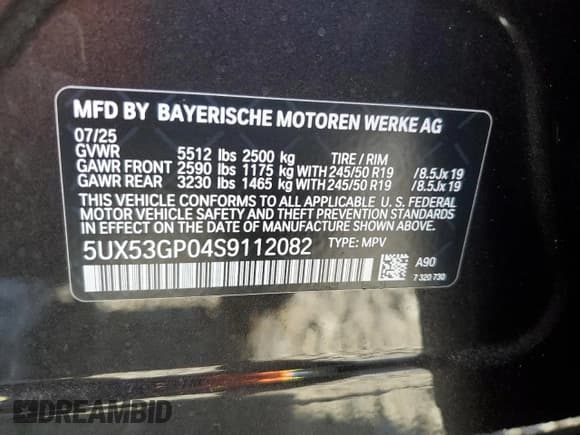 MFD BY BAYERISCHE MOTOREN WERKE AG
07/25
GVWR 5512 lbs 2500 kg TIRE / RIM
GAWR FRONT 2590 lbs 1175 kg WITH 245/50 R19 /8.5Jx19
GAWR REAR 3230 lbs 1465 kg WITH 245/50 R19 /8.5Jx19
THIS VEHICLE CONFORMS TO ALL APPLICABLE U. S. FEDERAL
MOTOR VEHICLE SAFETY AND THEFT PREVENTION STANDARDS
IN EFFECT ON THE DATE OF MANUFACTURE SHOWN ABOVE.
5UX53GP04S9112082 TYPE: MPV
A90
7 320 730
DREAMBID